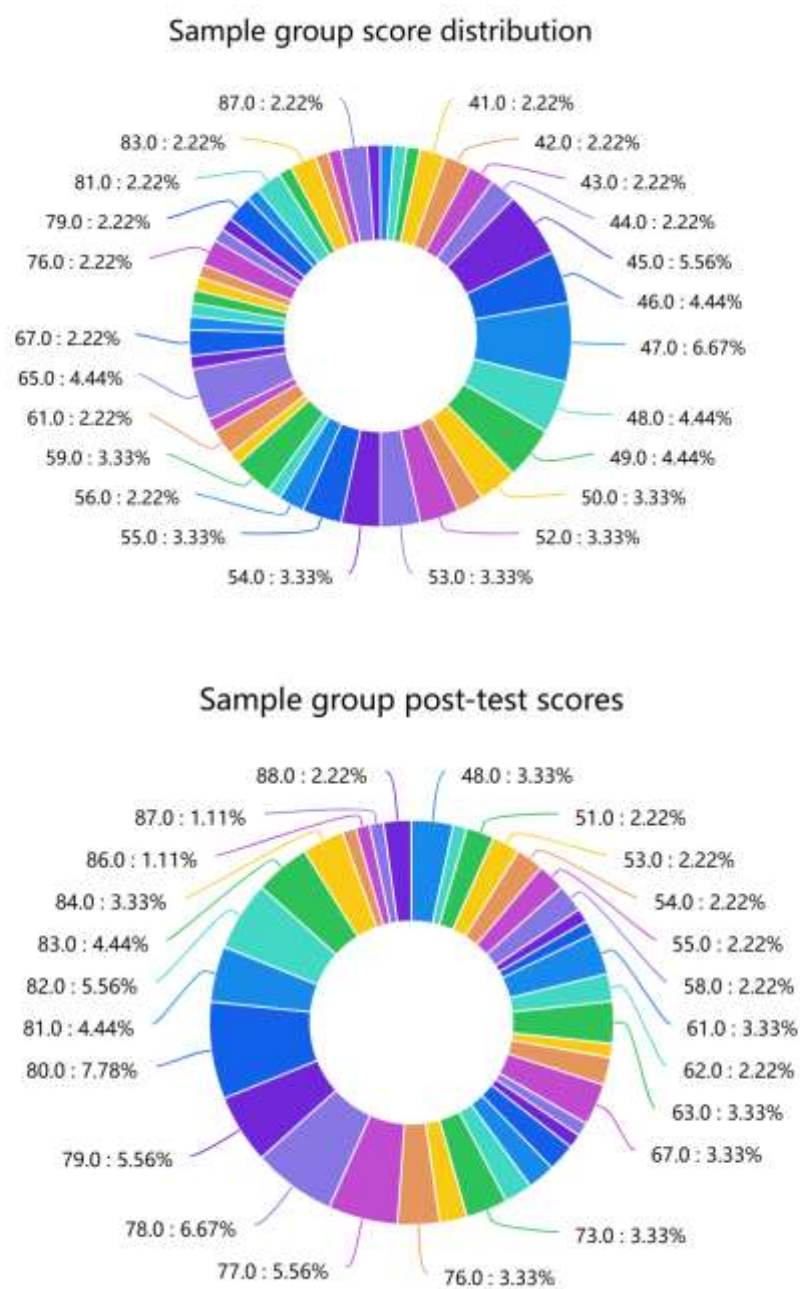 Sample group score distribution
87.0 : 2.22%
41.0 : 2.22%
83.0 : 2.22%
42.0 : 2.22%
81.0 : 2.22%
43.0 : 2.22%
79.0 : 2.22%
44.0 : 2.22%
76.0 : 2.22%
45.0 : 5.56%
46.0 : 4.44%
67.0 : 2.22%
47.0 : 6.67%
65.0 : 4.44%
61.0 : 2.22%
48.0 : 4.44%
59.0 : 3.33%
49.0 : 4.44%
56.0 : 2.22%
50.0 : 3.33%
55.0 : 3.33%
52.0 : 3.33%
54.0 : 3.33%
53.0 : 3.33%
Sample group post-test scores
88.0 : 2.22%
48.0 : 3.33%
87.0 : 1.11%
51.0 : 2.22%
86.0 : 1.11%
53.0 : 2.22%
84.0 : 3.33%
54.0 : 2.22%
83.0 : 4.44%
55.0 : 2.22%
82.0 : 5.56%
58.0 : 2.22%
81.0 : 4.44%
61.0 : 3.33%
80.0 : 7.78%
62.0 : 2.22%
63.0 : 3.33%
79.0 : 5.56%
67.0 : 3.33%
78.0 : 6.67%
73.0 : 3.33%
77.0 : 5.56%
76.0 : 3.33%